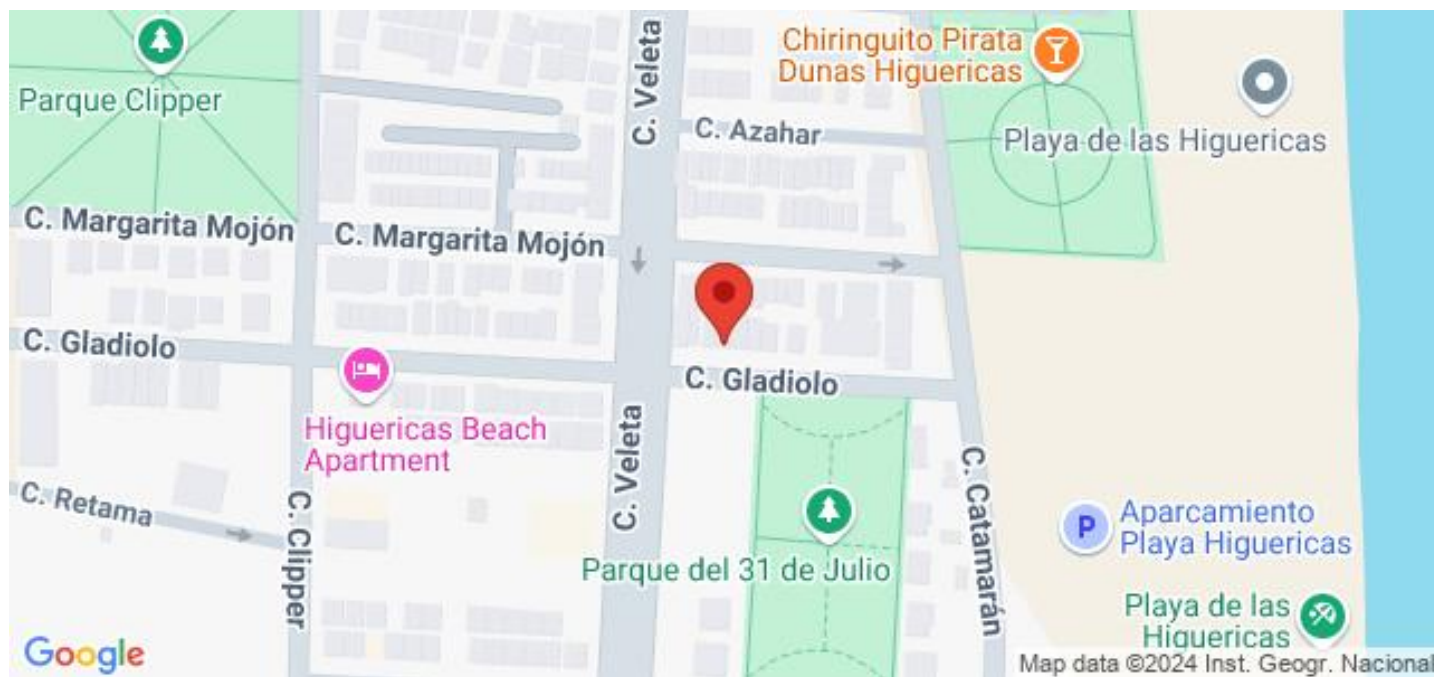 Chiringuito Pirata
Dunas Higuericas
Parque Clipper
C. Veleta
C. Azahar
Playa de las Higuericas
C. Margarita Mojón
C. Margarita Mojón
C. Gladiolo
C. Gladiolo
Higuericas Beach
Apartment
C. Veleta
C. Retama
C. Clipper
C. Catamarán
P
Aparcamiento
Playa Higuericas
Parque del 31 de Julio
Playa de las
Higuericas
Google
Map data ©2024 Inst. Geogr. Nacional